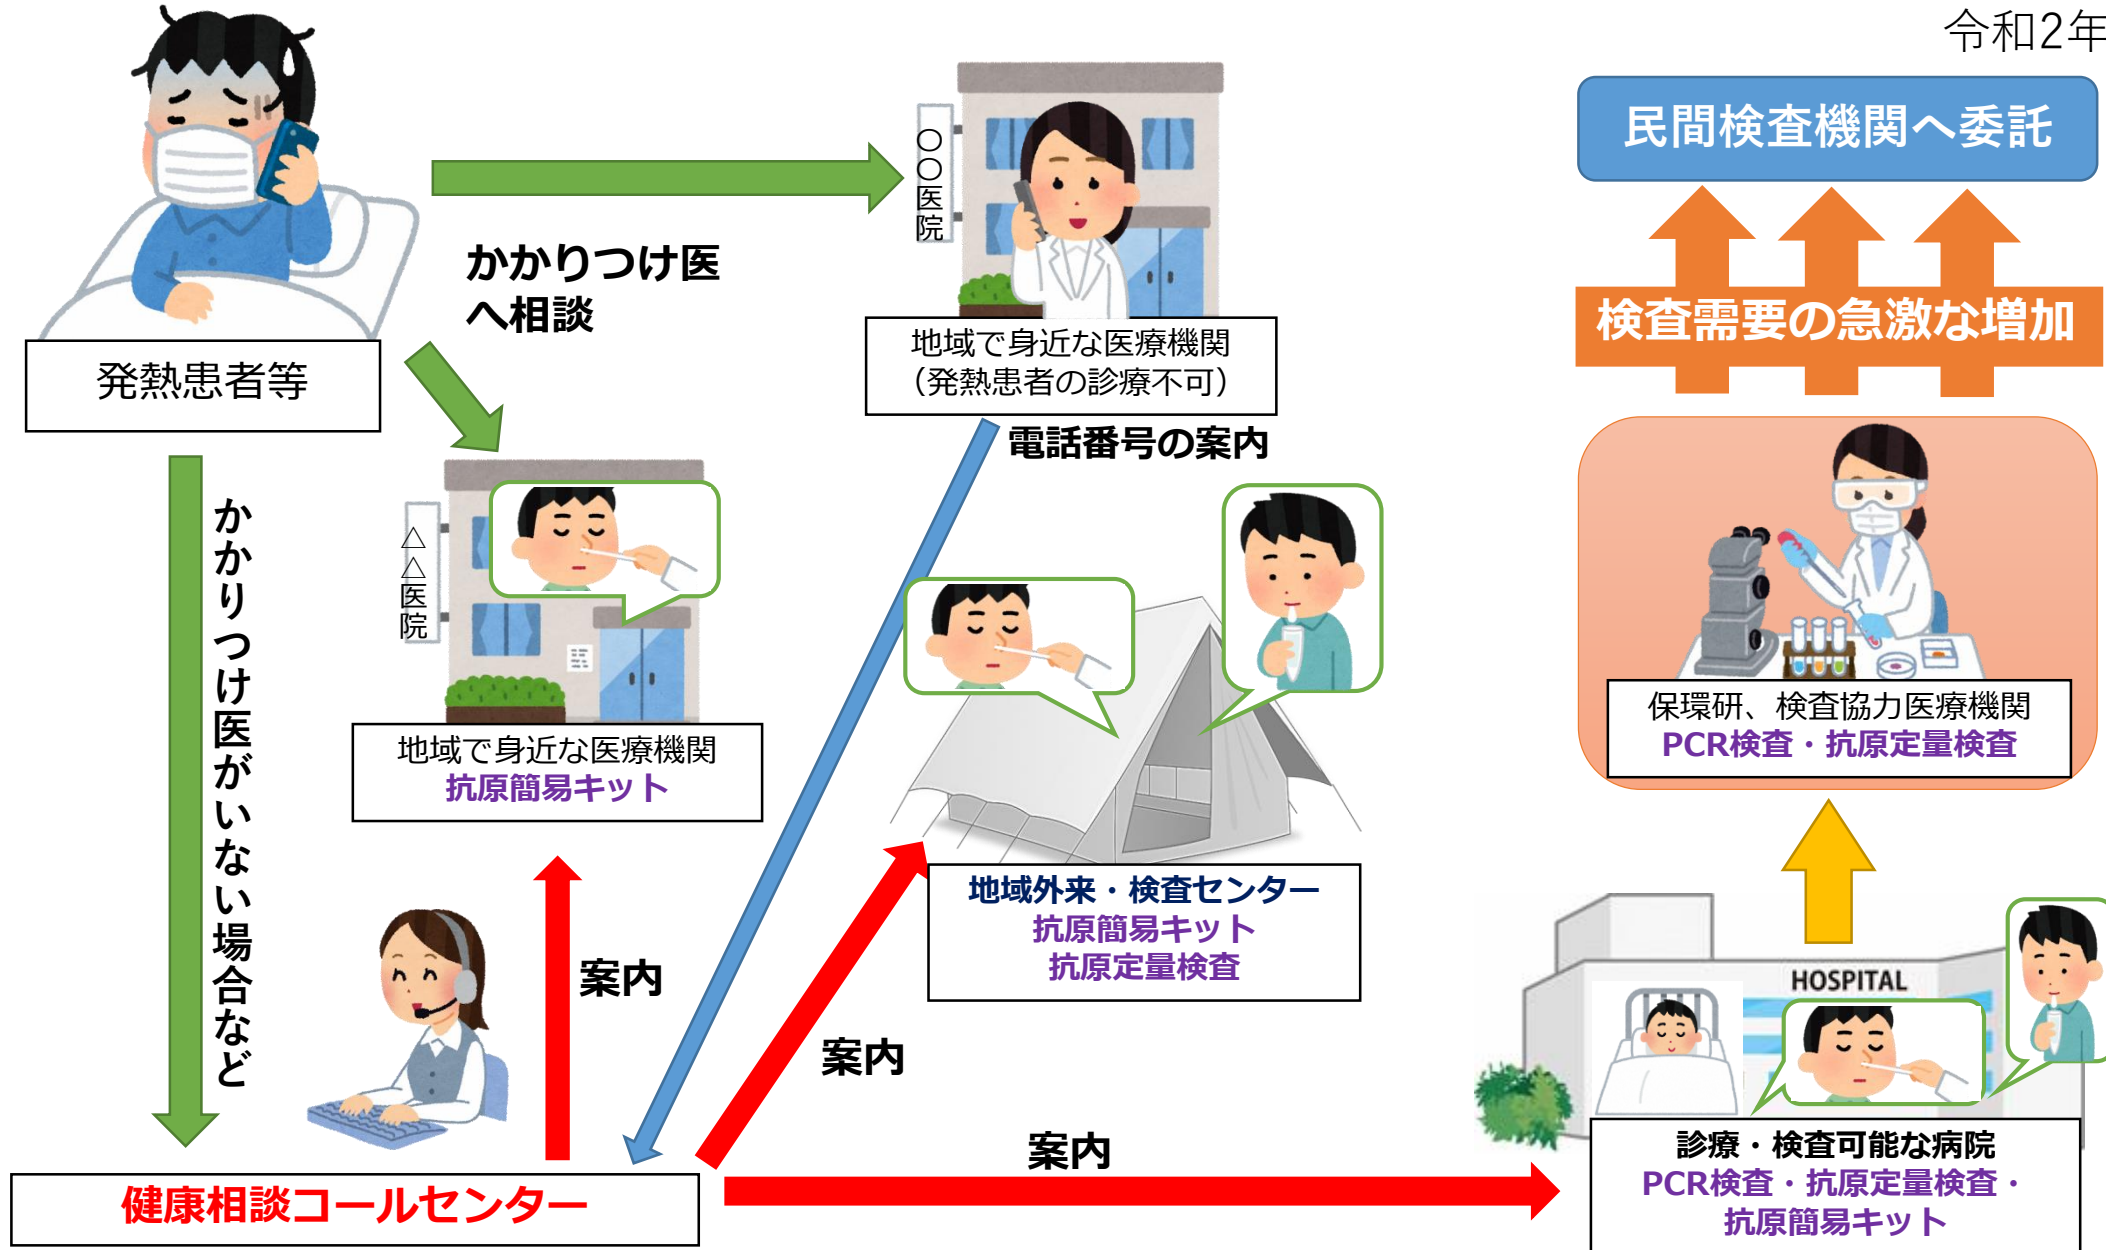 令和2年
民間検査機関へ委託
〇〇医院
かかりつけ医
へ相談
検査需要の急激な増加
地域で身近な医療機関
（発熱患者の診療不可）
発熱患者等
電話番号の案内
かかりつけ医がいない場合など
△△医院
地域で身近な医療機関
抗原簡易キット
保環研、検査協力医療機関
PCR検査・抗原定量検査
地域外来・検査センター
抗原簡易キット
抗原定量検査
案内
案内
HOSPITAL
案内
診療・検査可能な病院
PCR検査・抗原定量検査・
抗原簡易キット
健康相談コールセンター